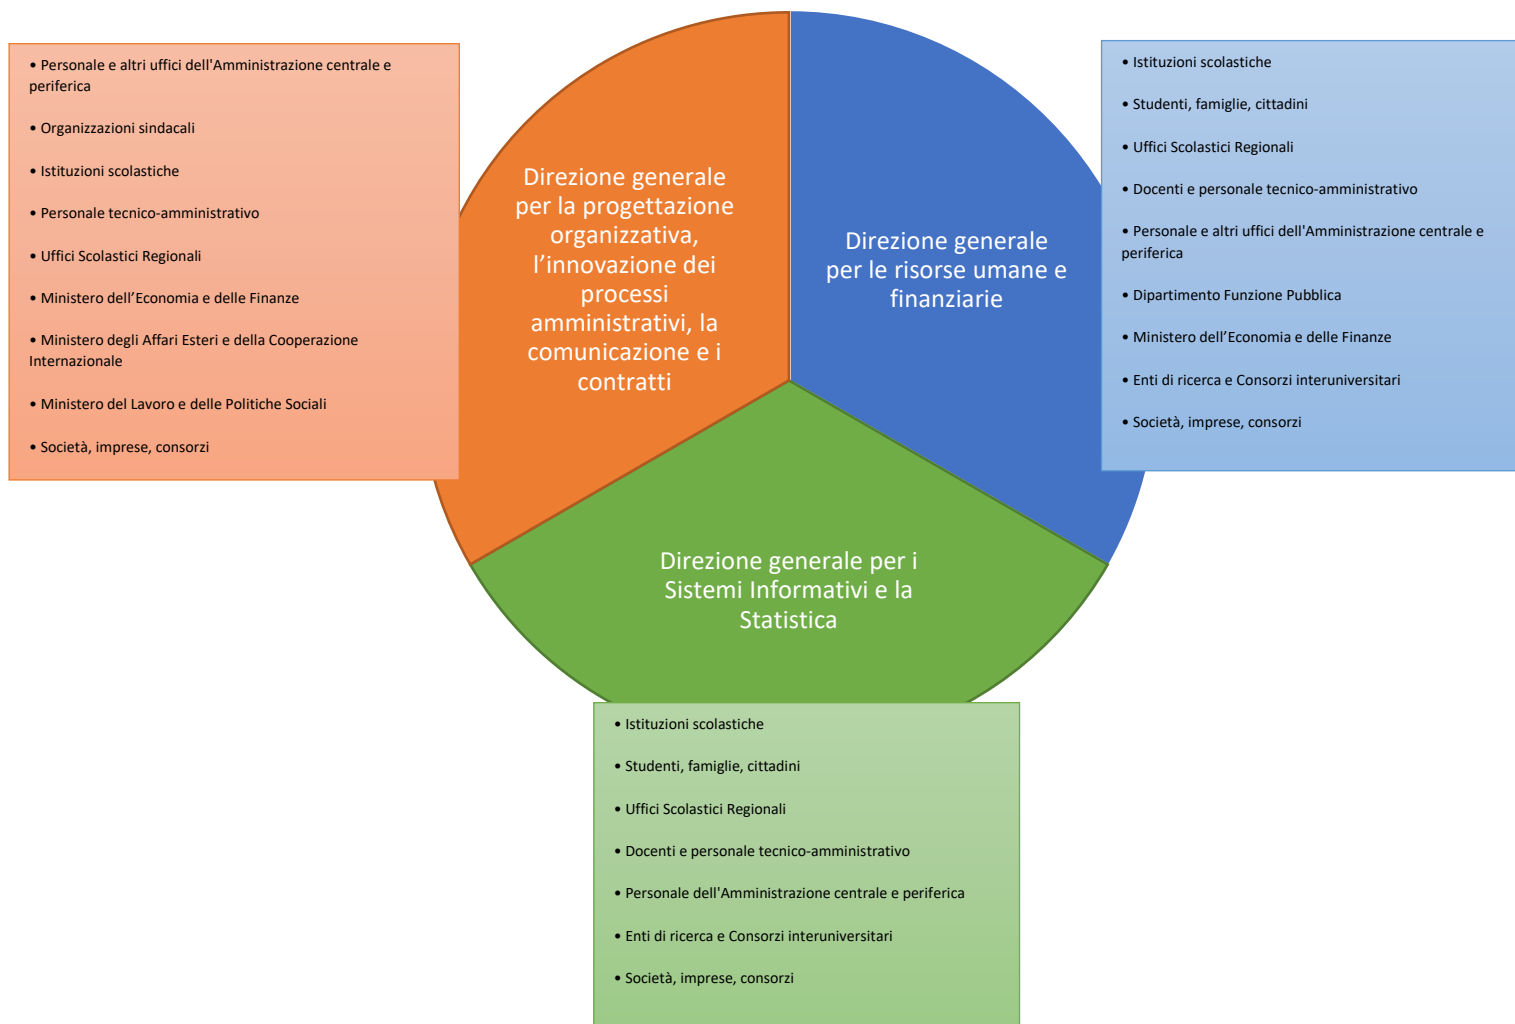 • Personale e altri uffici dell'Amministrazione centrale e
periferica
• Organizzazioni sindacali
• Istituzioni scolastiche
• Personale tecnico-amministrativo
• Uffici Scolastici Regionali
• Ministero dell’Economia e delle Finanze
• Ministero degli Affari Esteri e della Cooperazione
Internazionale
• Ministero del Lavoro e delle Politiche Sociali
• Società, imprese, consorzi
Direzione generale
per la progettazione
organizzativa,
l’innovazione dei
processi
amministrativi, la
comunicazione e i
contratti
Direzione generale
per le risorse umane e
finanziarie
• Istituzioni scolastiche
• Studenti, famiglie, cittadini
• Uffici Scolastici Regionali
• Docenti e personale tecnico-amministrativo
• Personale e altri uffici dell'Amministrazione centrale e
periferica
• Dipartimento Funzione Pubblica
• Ministero dell’Economia e delle Finanze
• Enti di ricerca e Consorzi interuniversitari
• Società, imprese, consorzi
Direzione generale per i
Sistemi Informativi e la
Statistica
• Istituzioni scolastiche
• Studenti, famiglie, cittadini
• Uffici Scolastici Regionali
• Docenti e personale tecnico-amministrativo
• Personale dell'Amministrazione centrale e periferica
• Enti di ricerca e Consorzi interuniversitari
• Società, imprese, consorzi